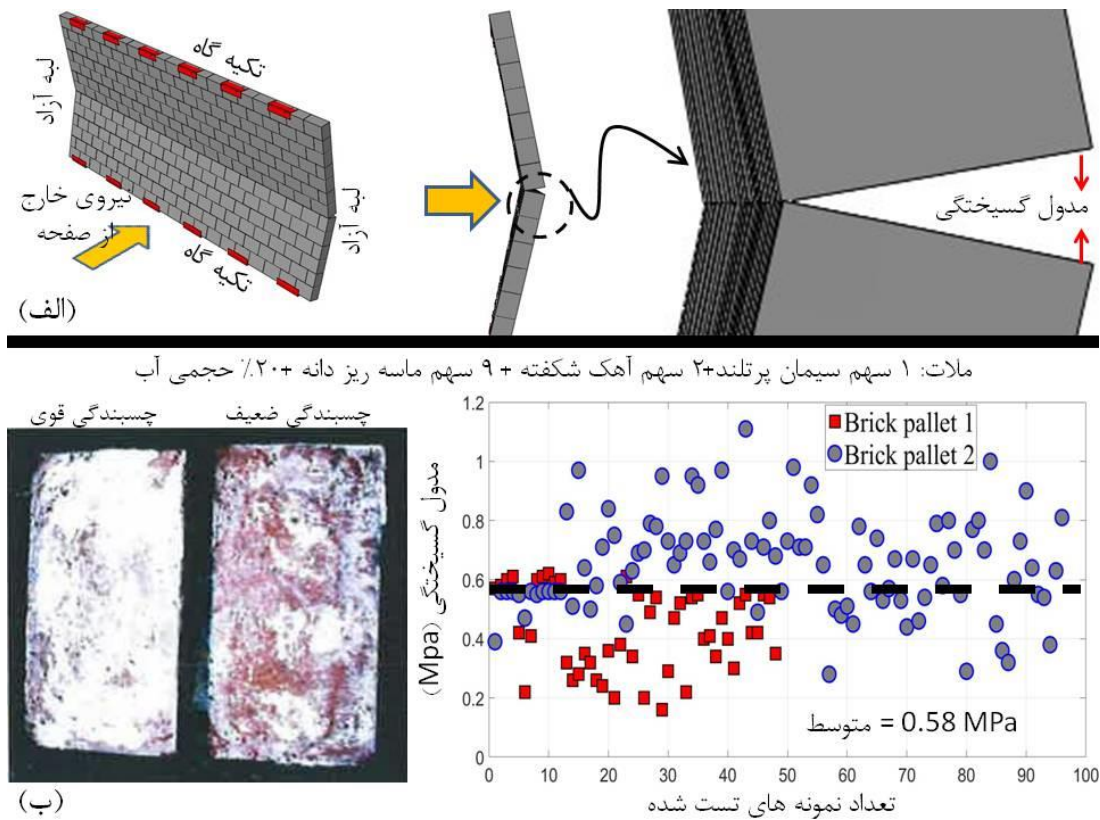 تکیه گاه
لبه آزاد
لبه آزاد
نیروی خارج
از صفحه
تکیه گاه
مدول گسیختگی
(الف)
ملات: ۱ سهم سیمان پرتلند+۲ سهم آهک شکفته + ۹ سهم ماسه ریز دانه +۲۰٪ حجمی آب
چسبندگی قوی
چسبندگی ضعیف
مدول گسیختگی (Mpa)
1.2
1
0.8
0.6
0.4
0.2
0
Brick pallet 1
Brick pallet 2
متوسط = 0.58 MPa
0 10 20 30 40 50 60 70 80 90 100
تعداد نمونه های تست شده
(ب)